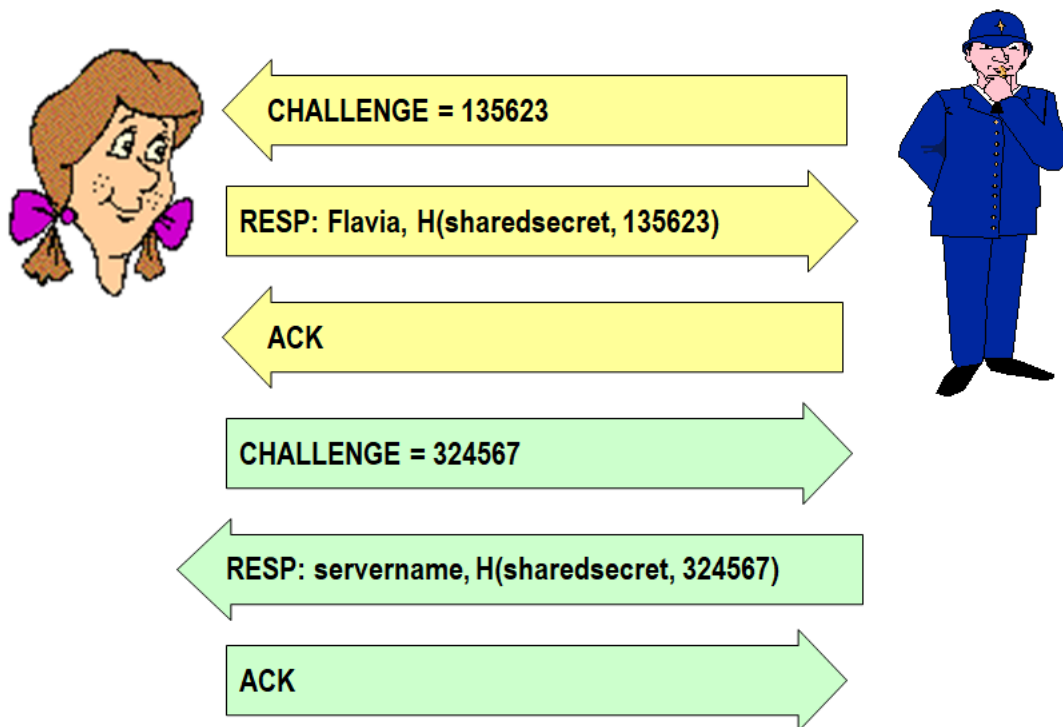 CHALLENGE = 135623
RESP: Flavia, H(sharedsecret, 135623)
ACK
CHALLENGE = 324567
RESP: servername, H(sharedsecret, 324567)
ACK